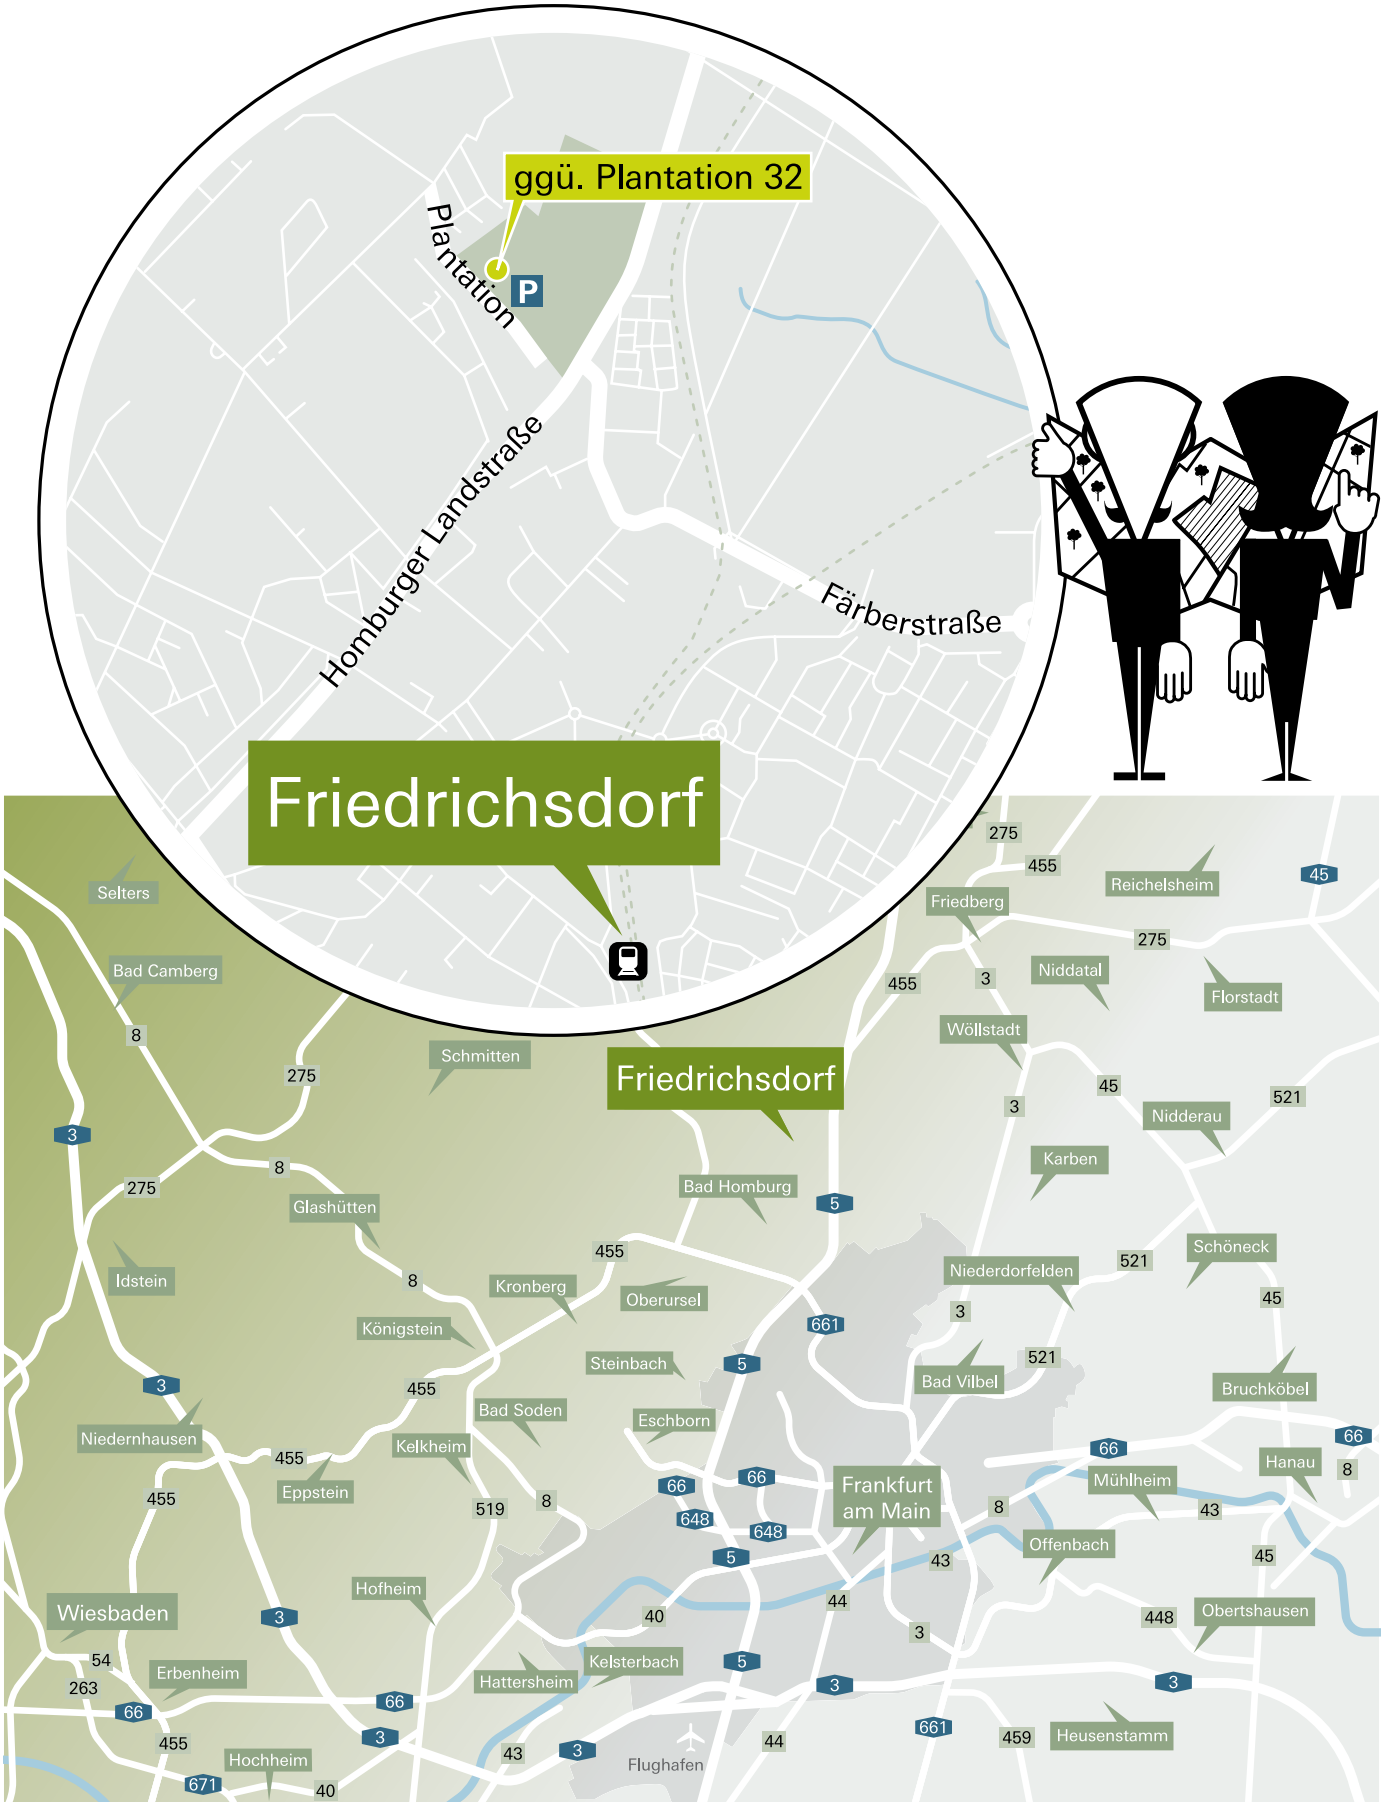 ggü. Plantation 32
Plantation
P
Homburger Landstraße
Färberstraße
Friedrichsdorf
275
455
Reichelsheim
45
Selters
Friedberg
275
Bad Camberg
455
3
Niddatal
Florstadt
8
Wöllstadt
Schmitten
275
Friedrichsdorf
45
521
3
Nidderau
3
8
Karben
275
Bad Homburg
5
Glashütten
455
521
Schöneck
Idstein
8
Kronberg
Oberursel
Niederdorfelden
45
3
661
Königstein
Steinbach
5
521
3
455
Bad Vilbel
Bruchköbel
Bad Soden
Eschborn
Niedernhausen
Kelkheim
66
66
455
Eppstein
66
66
Frankfurt
am Main
Mühlheim
Hanau
8
455
519
8
648
648
8
43
5
43
Offenbach
45
Hofheim
44
40
Wiesbaden
3
448
Obertshausen
3
54
Erbenheim
Kelsterbach
5
263
Hattersheim
3
3
66
66
661
459
Heusenstamm
455
3
43
3
44
Hochheim
Flughafen
671
40